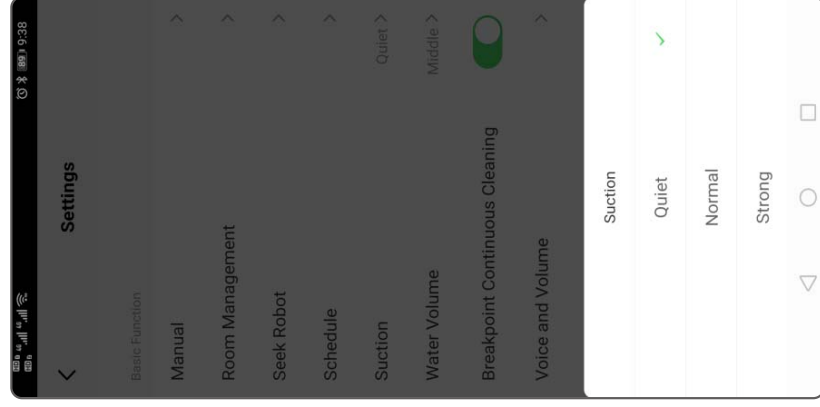 9:38
Settings
Basic Function
Manual
Room Management
Seek Robot
Schedule
Suction Quiet
Water Volume Middle
Breakpoint Continuous Cleaning
Voice and Volume
Suction
Quiet
Normal
Strong